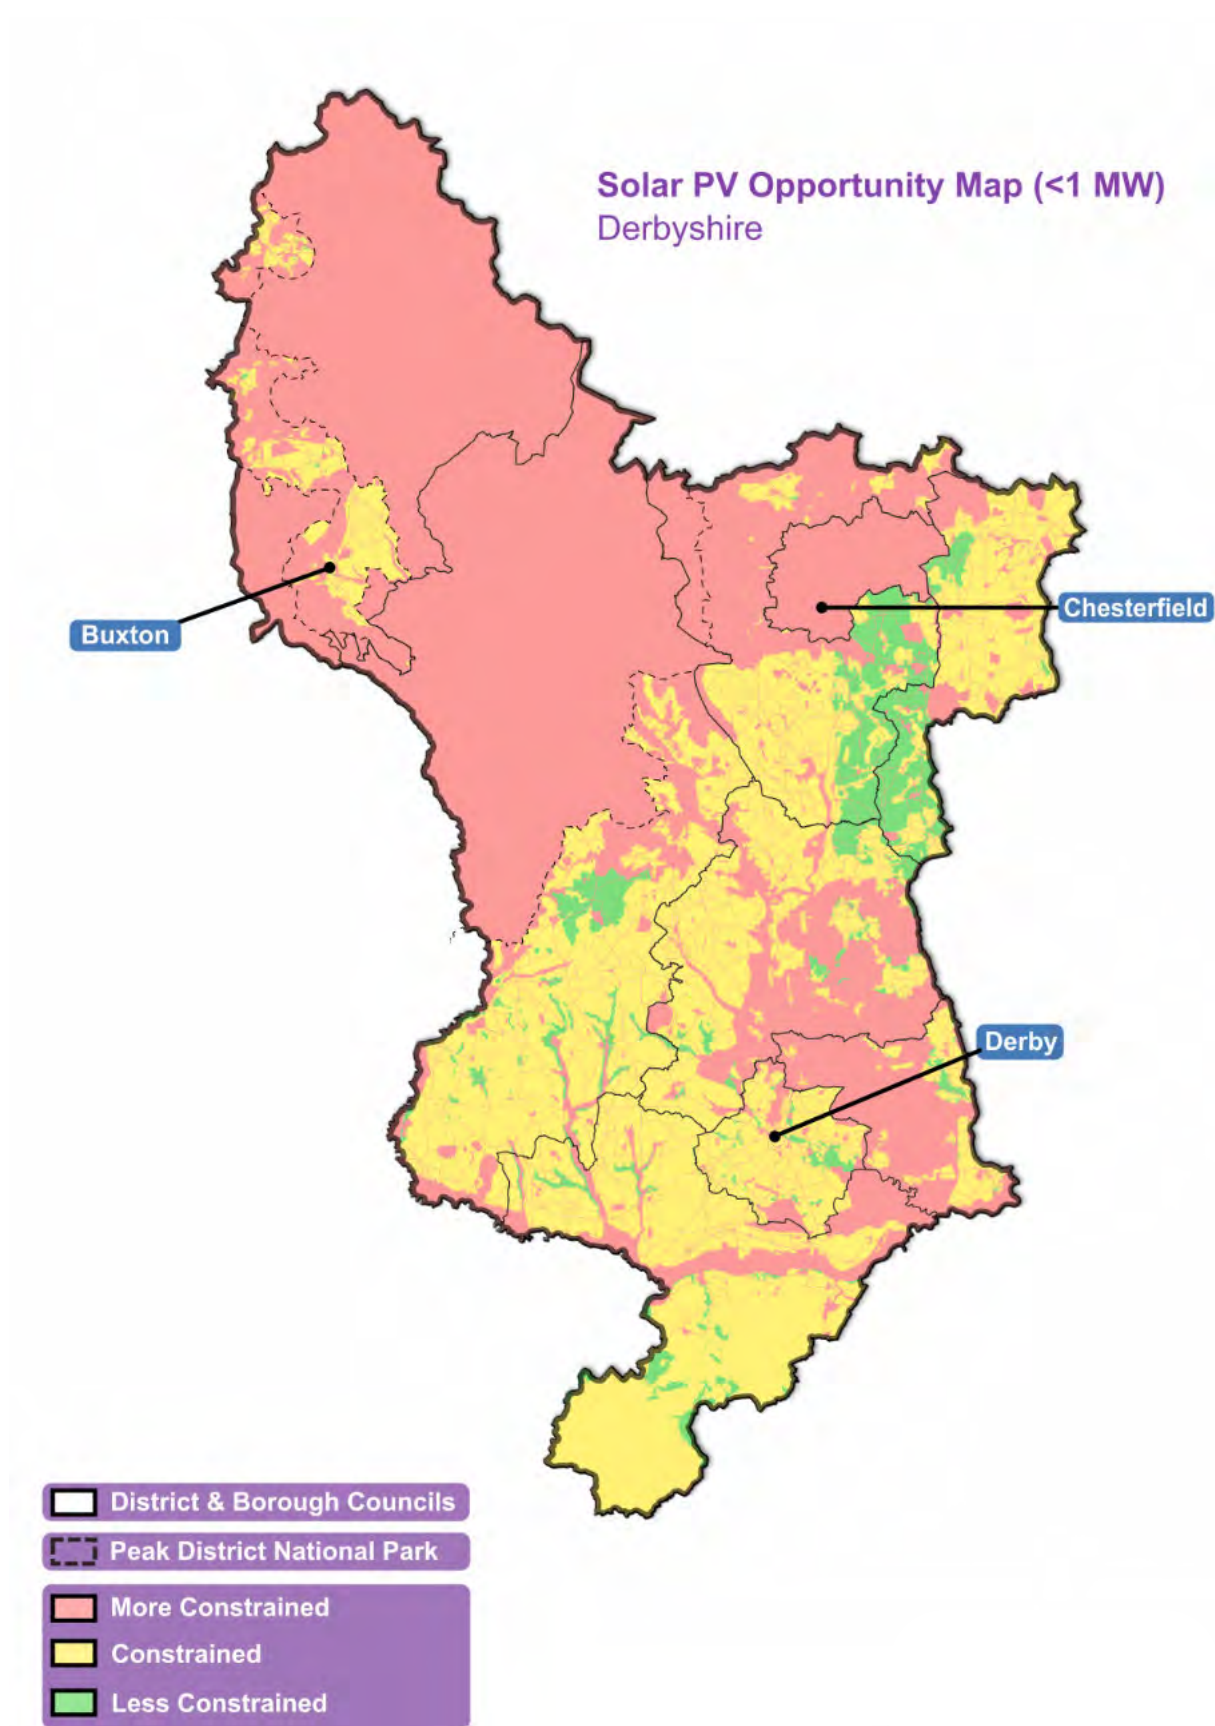 Solar PV Opportunity Map (<1 MW)
Derbyshire
Buxton
Chesterfield
Derby
District & Borough Councils
Peak District National Park
More Constrained
Constrained
Less Constrained